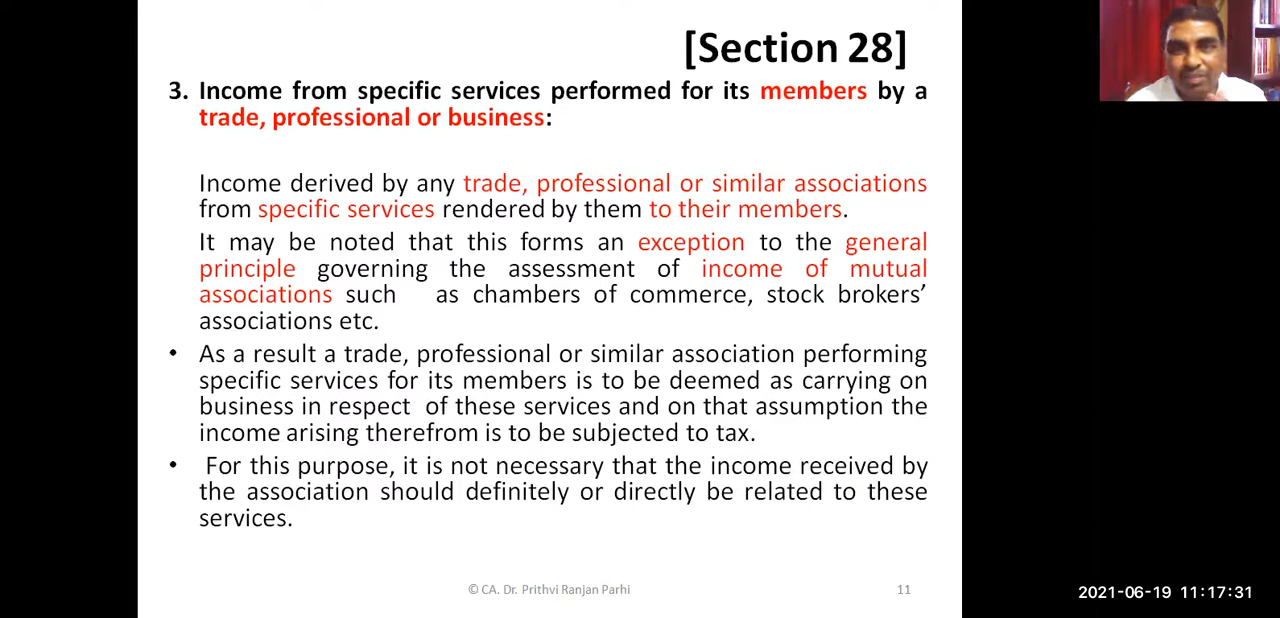 [Section 28]
3. Income from specific services performed for its members by a
trade, professional or business:
Income derived by any trade, professional or similar associations
from specific services rendered by them to their members.
It may be noted that this forms an exception to the general
principle governing the assessment of income of mutual
associations such as chambers of commerce, stock brokers’
associations etc.
• As a result a trade, professional or similar association performing
specific services for its members is to be deemed as carrying on
business in respect of these services and on that assumption the
income arising therefrom is to be subjected to tax.
• For this purpose, it is not necessary that the income received by
the association should definitely or directly be related to these
services.
© CA. Dr. Prithvi Ranjan Parhi
11
2021-06-19 11:17:31